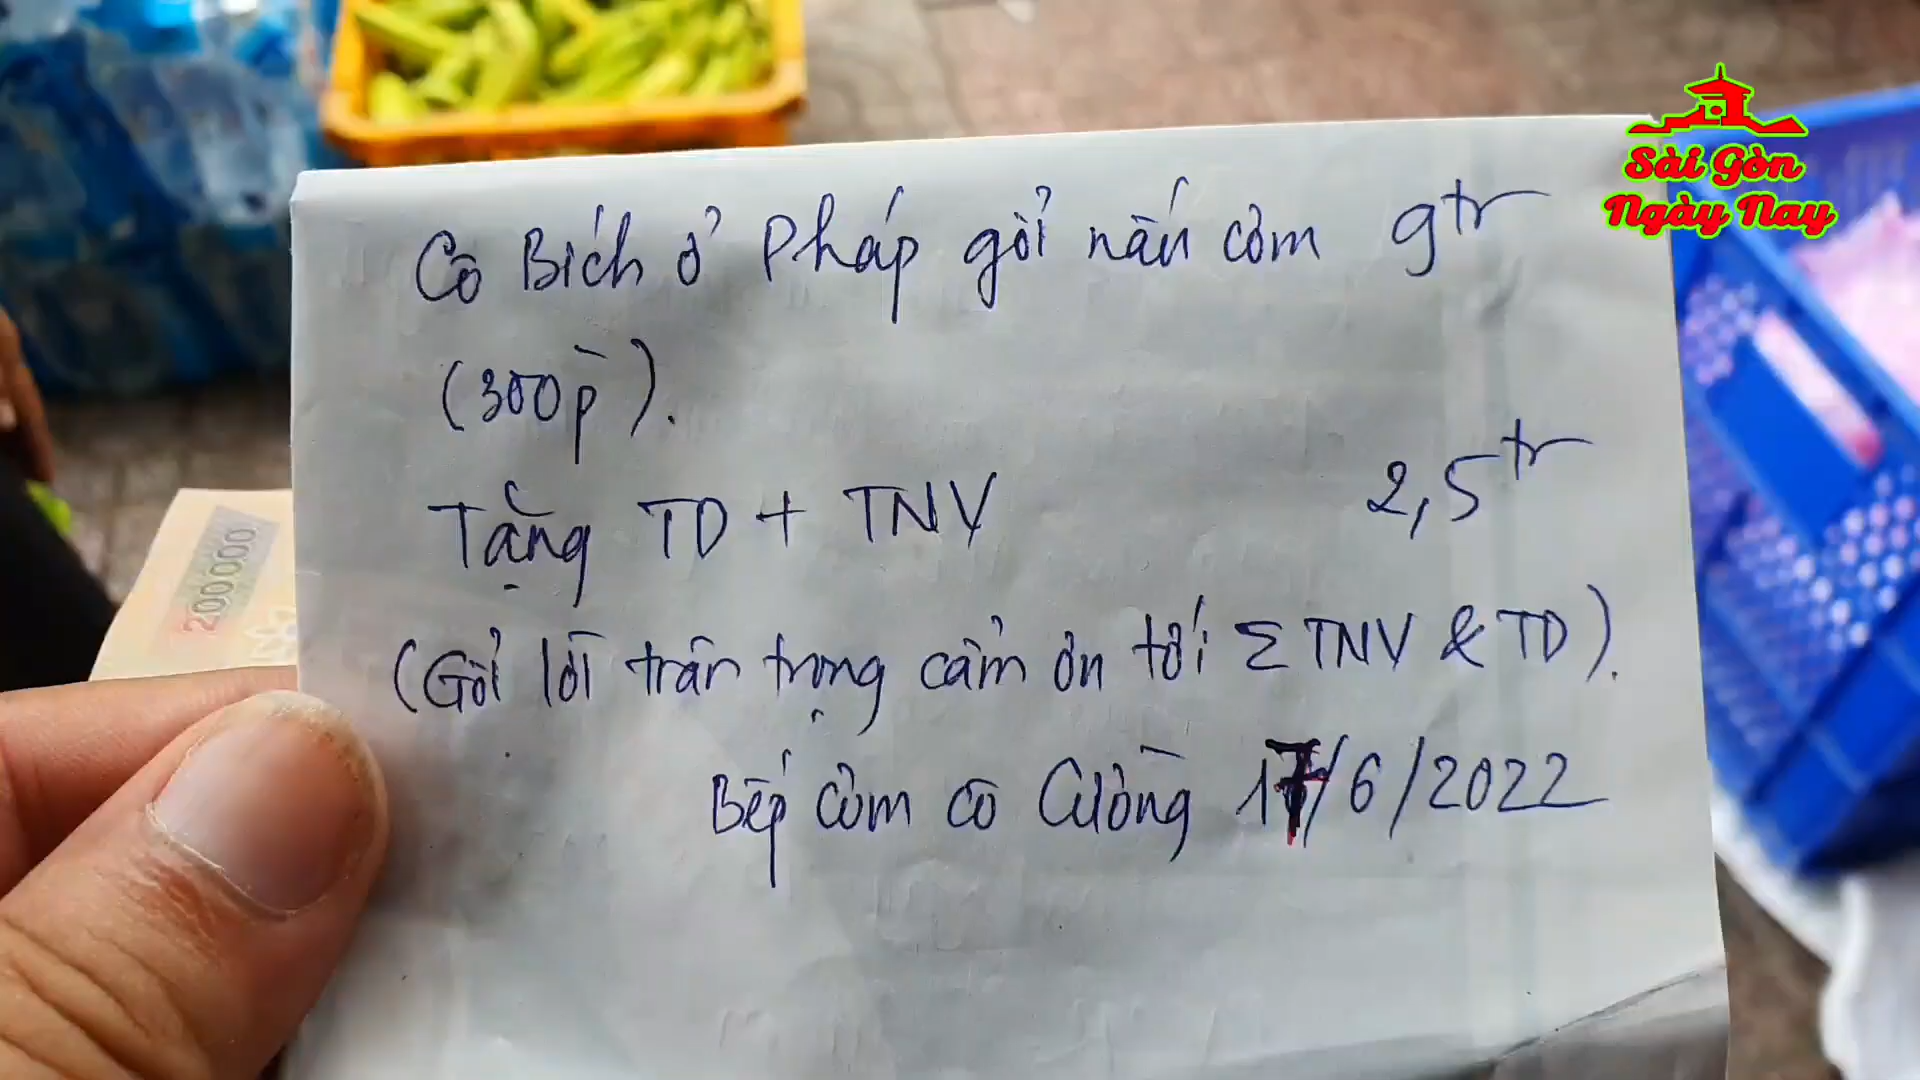 Sài Gòn
Ngày Nay
Cô Bích ở Pháp gởi nấu cơm 9tr
(300p).
Tặng TD + TNV 2,5tr
(Gởi lời trân trọng cảm ơn tới Σ TNV & TD).
Bếp cơm cô Cường 17/6/2022
200000